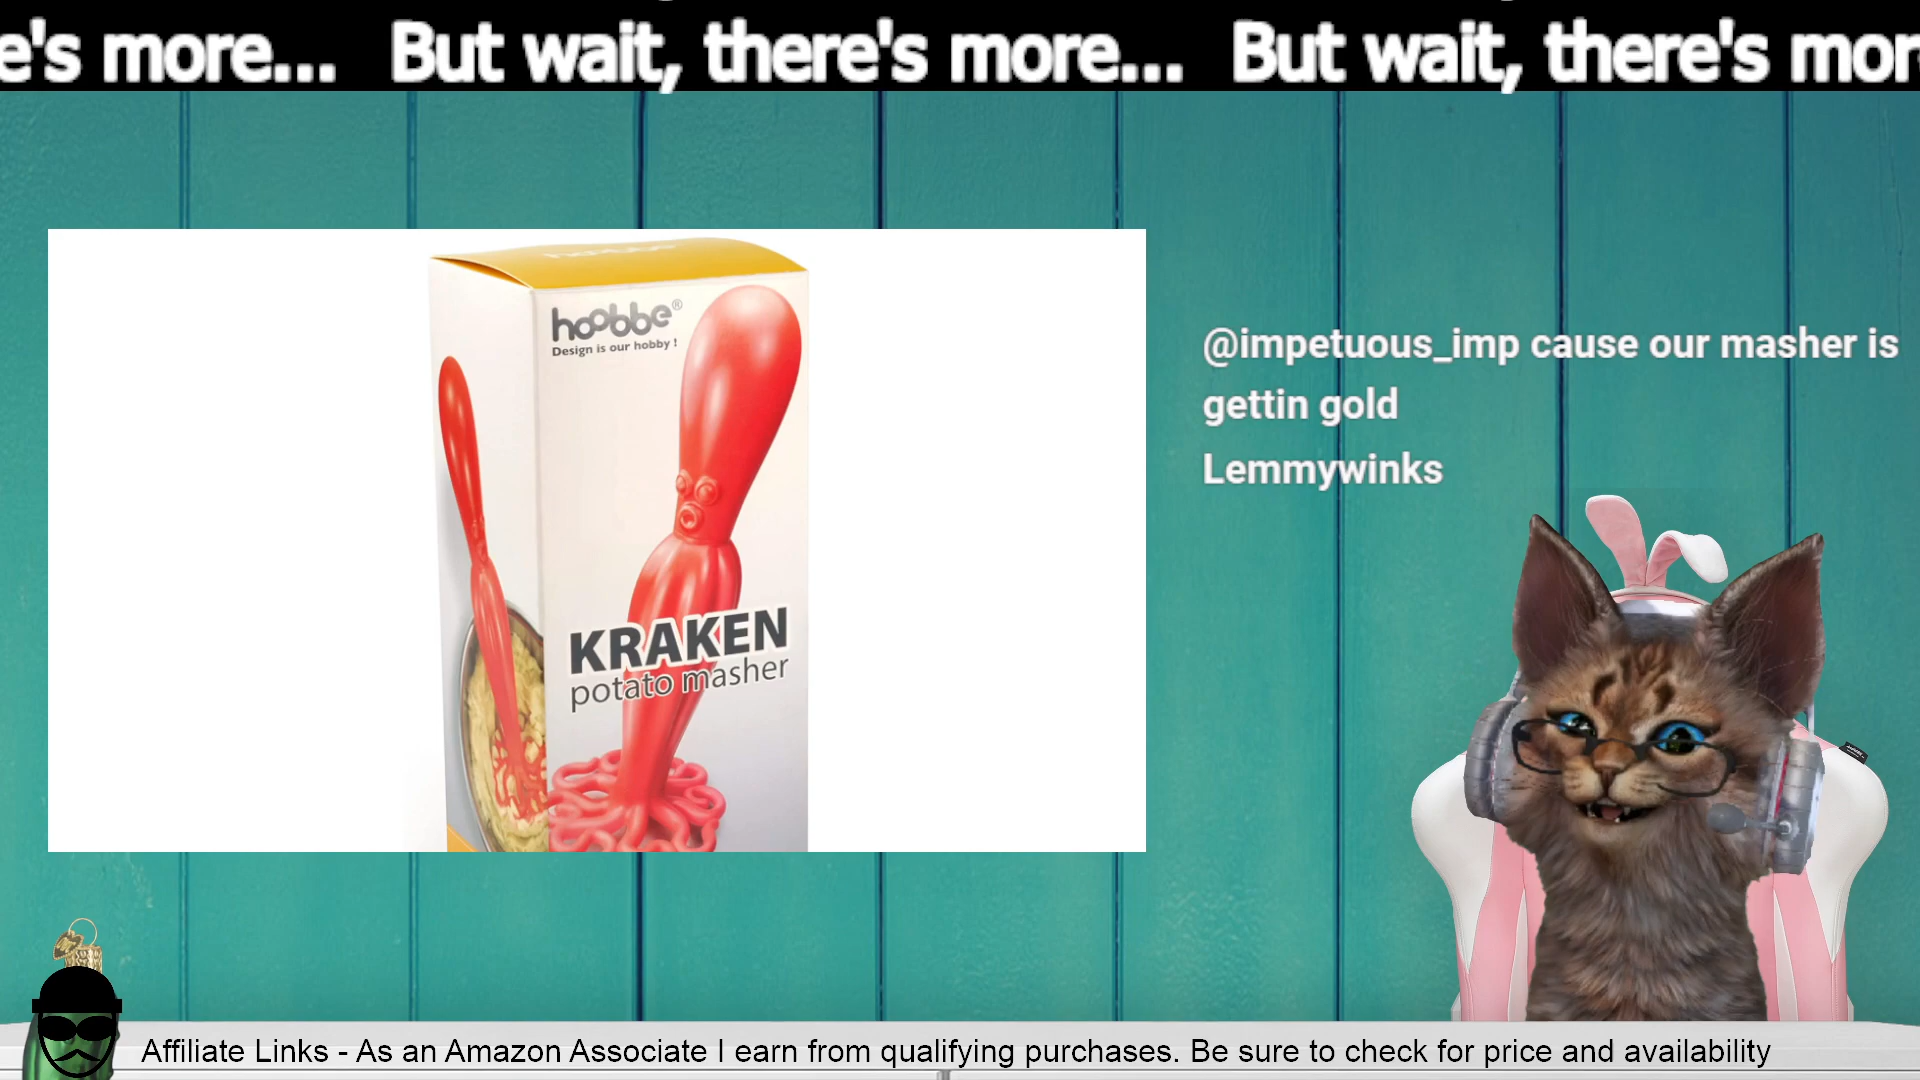 e's more... But wait, there's more... But wait, there's mor
hoobbe®
Design is our hobby !
KRAKEN
potato masher
@impetuous_imp cause our masher is
gettin gold
Lemmywinks
Affiliate Links - As an Amazon Associate I earn from qualifying purchases. Be sure to check for price and availability